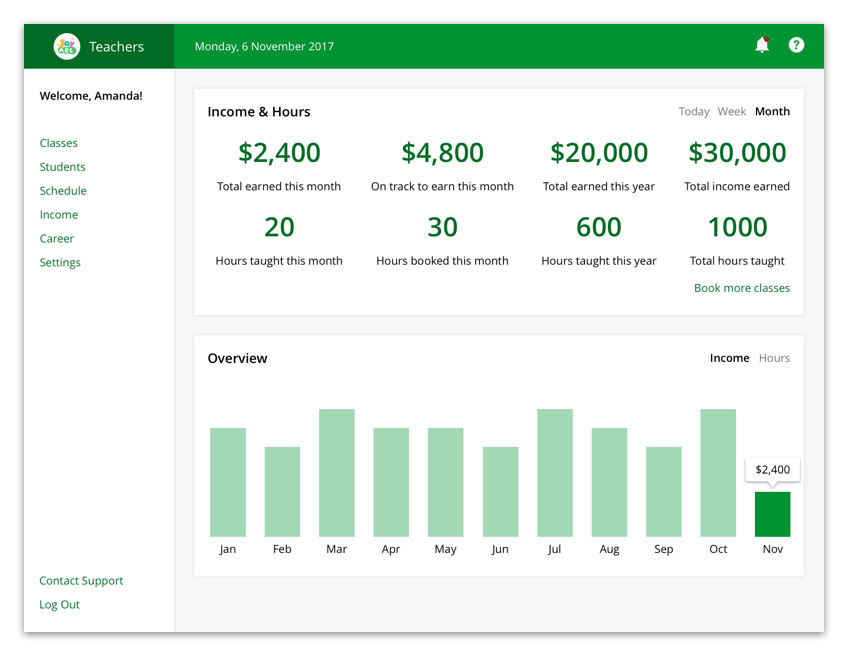 Teachers
Monday, 6 November 2017
?
Welcome, Amanda!
Classes
Students
Schedule
Income
Career
Settings
Contact Support
Log Out
Income & Hours
Today Week Month
$2,400 $4,800 $20,000 $30,000
Total earned this month On track to earn this month Total earned this year Total income earned
20 30 600 1000
Hours taught this month Hours booked this month Hours taught this year Total hours taught
Book more classes
Overview
Income Hours
$2,400
Jan Feb Mar Apr May Jun Jul Aug Sep Oct Nov